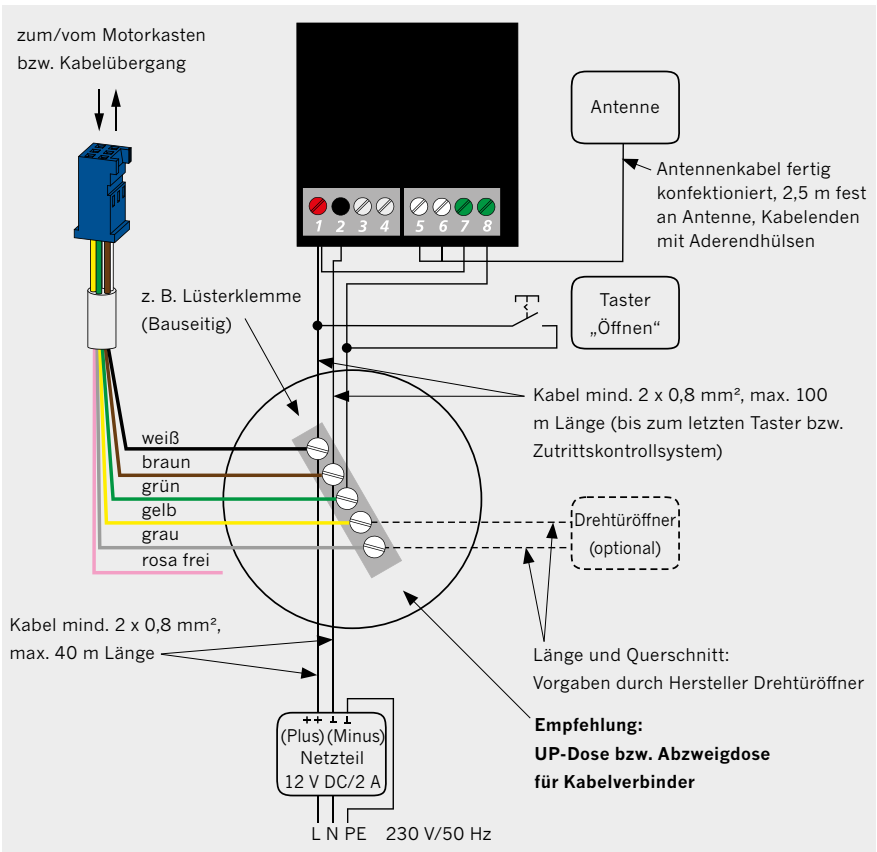 zum/vom Motorkasten
bzw. Kabelübergang
1 2 3 4 5 6 7 8
Antenne
Antennenkabel fertig
konfektioniert, 2,5 m fest
an Antenne, Kabelenden
mit Aderendhülsen
z. B. Lüsterklemme
(Bauseitig)
Taster
„Öffnen“
Kabel mind. 2 x 0,8 mm², max. 100
m Länge (bis zum letzten Taster bzw.
Zutrittskontrollsystem)
weiß
braun
grün
gelb
grau
rosa frei
Drehtüröffner
(optional)
Kabel mind. 2 x 0,8 mm²,
max. 40 m Länge
Länge und Querschnitt:
Vorgaben durch Hersteller Drehtüröffner
Empfehlung:
UP-Dose bzw. Abzweigdose
für Kabelverbinder
++ ⊥ ⊥
(Plus) (Minus)
Netzteil
12 V DC/2 A
L N PE 230 V/50 Hz